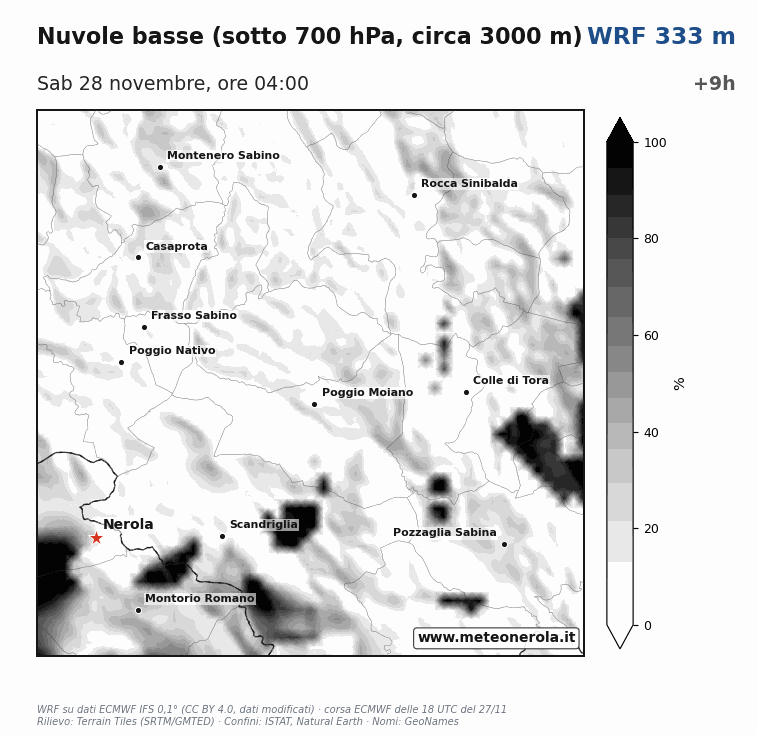 Nuvole basse (sotto 700 hPa, circa 3000 m) WRF 333 m
Sab 28 novembre, ore 04:00 +9h
Montenero Sabino
Rocca Sinibalda
Casaprota
Frasso Sabino
Poggio Nativo
Colle di Tora
Poggio Moiano
Nerola
Scandriglia
Pozzaglia Sabina
Montorio Romano
www.meteonerola.it
100
80
60
40
20
0
%
WRF su dati ECMWF IFS 0,1° (CC BY 4.0, dati modificati) · corsa ECMWF delle 18 UTC del 27/11
Rilievo: Terrain Tiles (SRTM/GMTED) · Confini: ISTAT, Natural Earth · Nomi: GeoNames